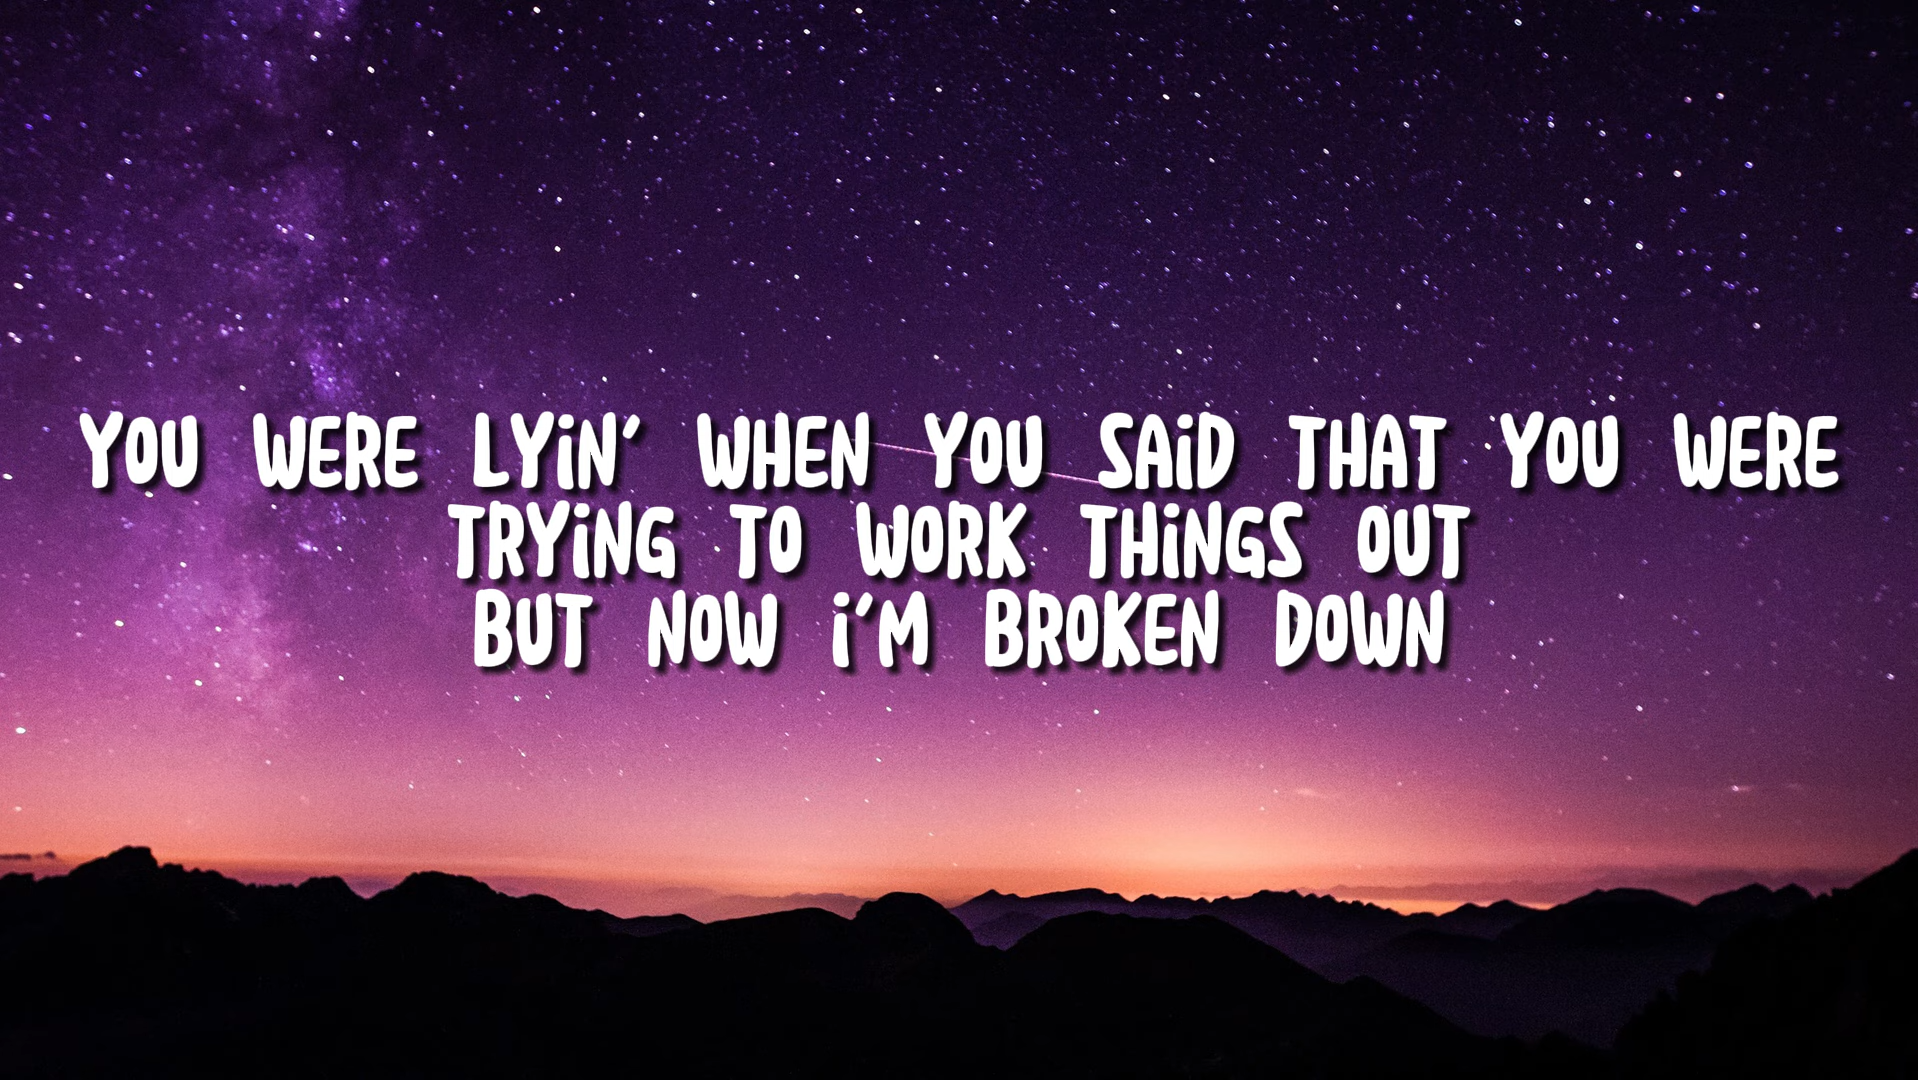 YOU WERE LYiN' WHEN YOU SAiD THAT YOU WERE
TRYiNG TO WORK THiNGS OUT
BUT NOW i'M BROKEN DOWN